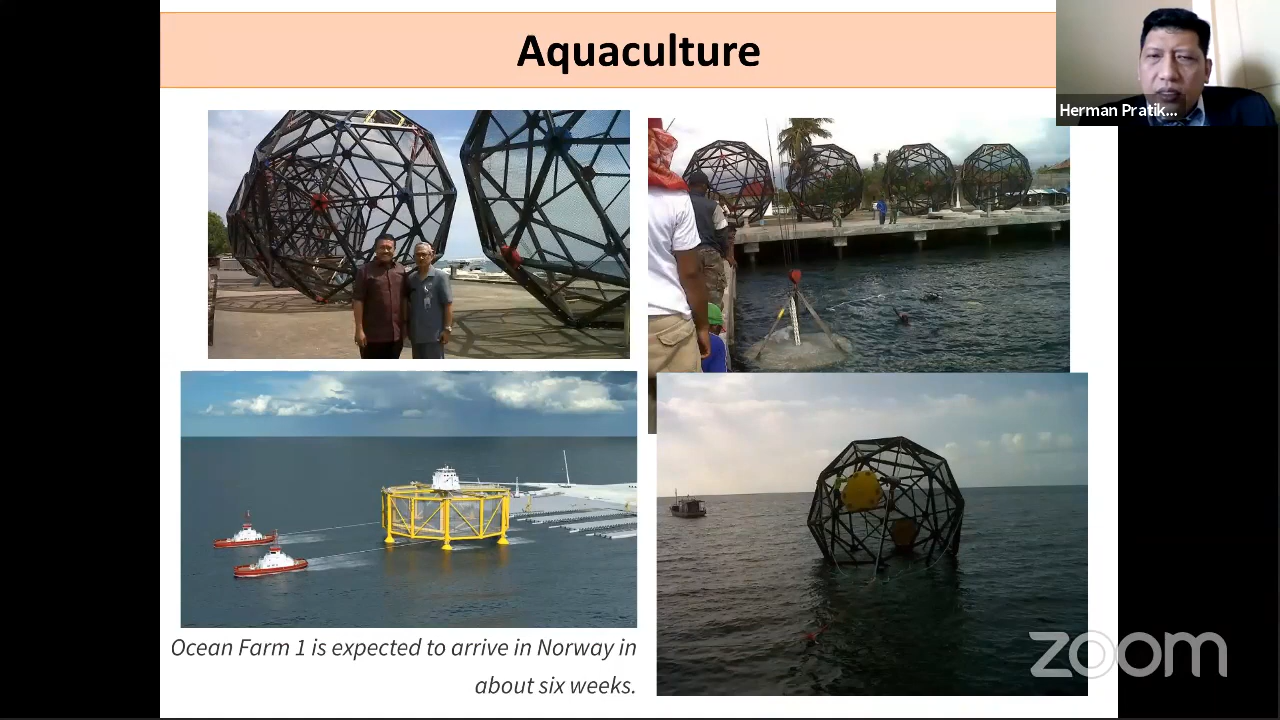 Aquaculture
Herman Pratik...
Ocean Farm 1 is expected to arrive in Norway in
about six weeks.
zoom